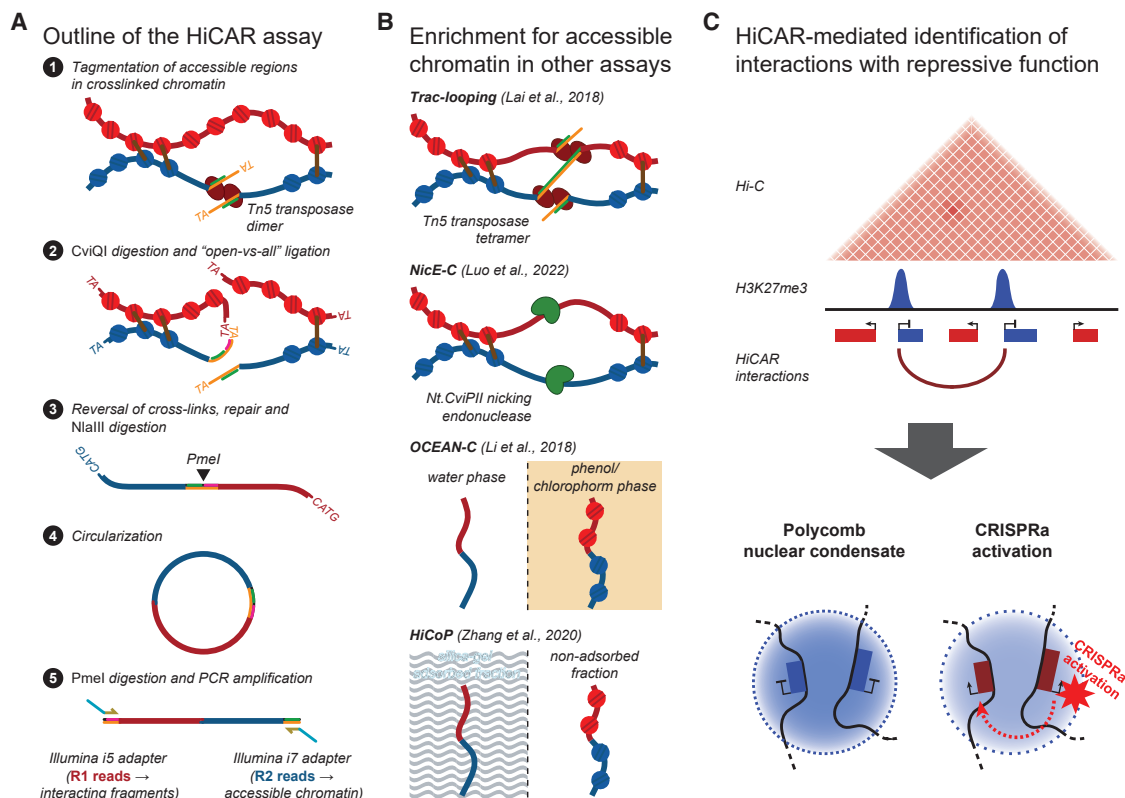 A Outline of the HiCAR assay
1 Tagmentation of accessible regions
in crosslinked chromatin
TA
TA
Tn5 transposase
dimer
2 CviQI digestion and “open-vs-all” ligation
TA
TA
TA
TA
TA
TA
TA
TA
3 Reversal of cross-links, repair and
NlaIII digestion
CATG
PmeI
CATG
4 Circularization
5 PmeI digestion and PCR amplification
Illumina i5 adapter
(R1 reads →
interacting fragments)
Illumina i7 adapter
(R2 reads →
accessible chromatin)
B Enrichment for accessible
chromatin in other assays
Trac-looping (Lai et al., 2018)
Tn5 transposase
tetramer
NicE-C (Luo et al., 2022)
Nt.CviPII nicking
endonuclease
OCEAN-C (Li et al., 2018)
water phase
phenol/
chlorophorm phase
HiCoP (Zhang et al., 2020)
silica-gel
adsorbed fraction
non-adsorbed
fraction
C HiCAR-mediated identification of
interactions with repressive function
Hi-C
H3K27me3
HiCAR
interactions
Polycomb
nuclear condensate
CRISPRa
activation
CRISPRa
activation